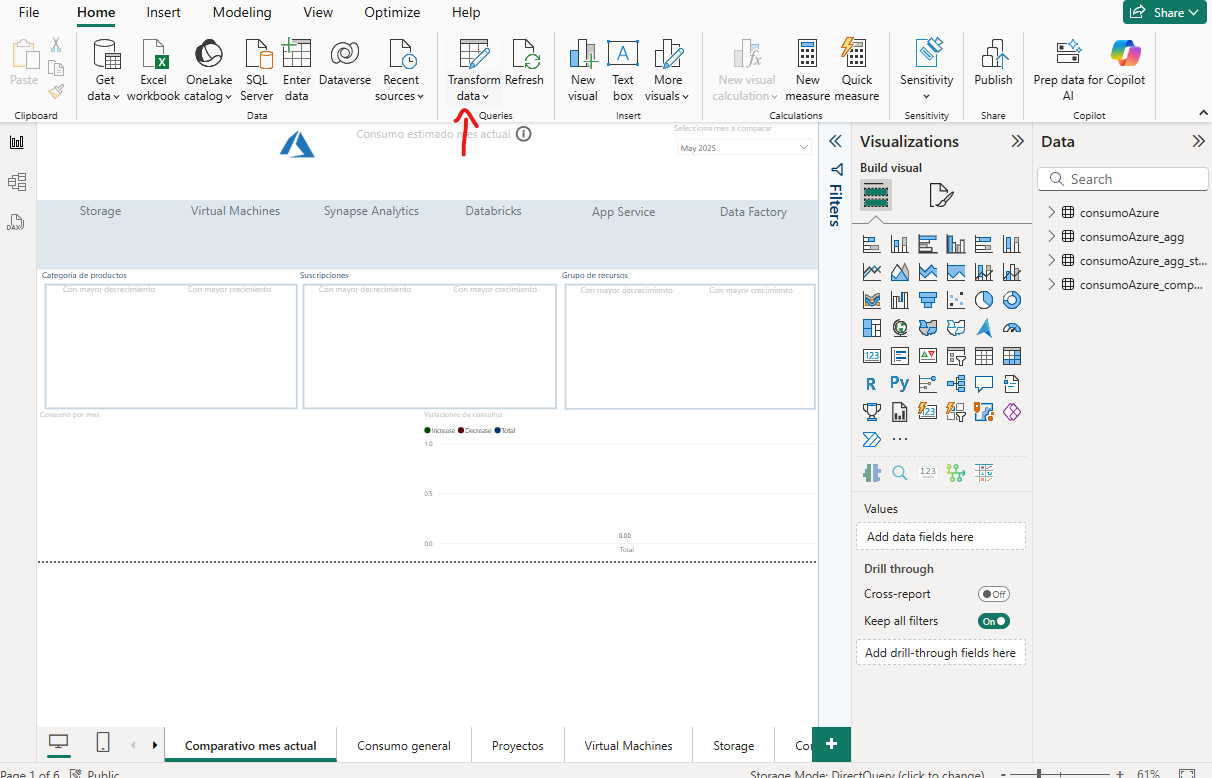 File Home Insert Modeling View Optimize Help Share
Paste
Get data
Excel workbook
OneLake catalog
SQL Server
Enter data
Dataverse
Recent sources
Transform data
Refresh
New visual
Text box
More visuals
New visual calculation
New measure
Quick measure
Sensitivity
Publish
Prep data for AI
Copilot
Clipboard Data Queries Insert Calculations Sensitivity Share Copilot
Consumo estimado mes actual
Selecciona mes a comparar
May 2025
Storage Virtual Machines Synapse Analytics Databricks App Service Data Factory
Categoria de productos Suscripciones Grupo de recursos
Con mayor decrecimiento Con mayor crecimiento Con mayor decrecimiento Con mayor crecimiento Con mayor decrecimiento Con mayor crecimiento
Consumo por mes Variaciones de consumo
Increase Decrease Total
1.0
0.5
0.00
0.0
Total
Filters
Visualizations
Build visual
123
R Py
123
123
Values
Add data fields here
Drill through
Cross-report Off
Keep all filters On
Add drill-through fields here
Data
Search
consumoAzure
consumoAzure_agg
consumoAzure_agg_st...
consumoAzure_comp...
DAX
Comparativo mes actual Consumo general Proyectos Virtual Machines Storage Co
Page 1 of 6 Public Storage Mode: DirectQuery (click to change) - + 61%